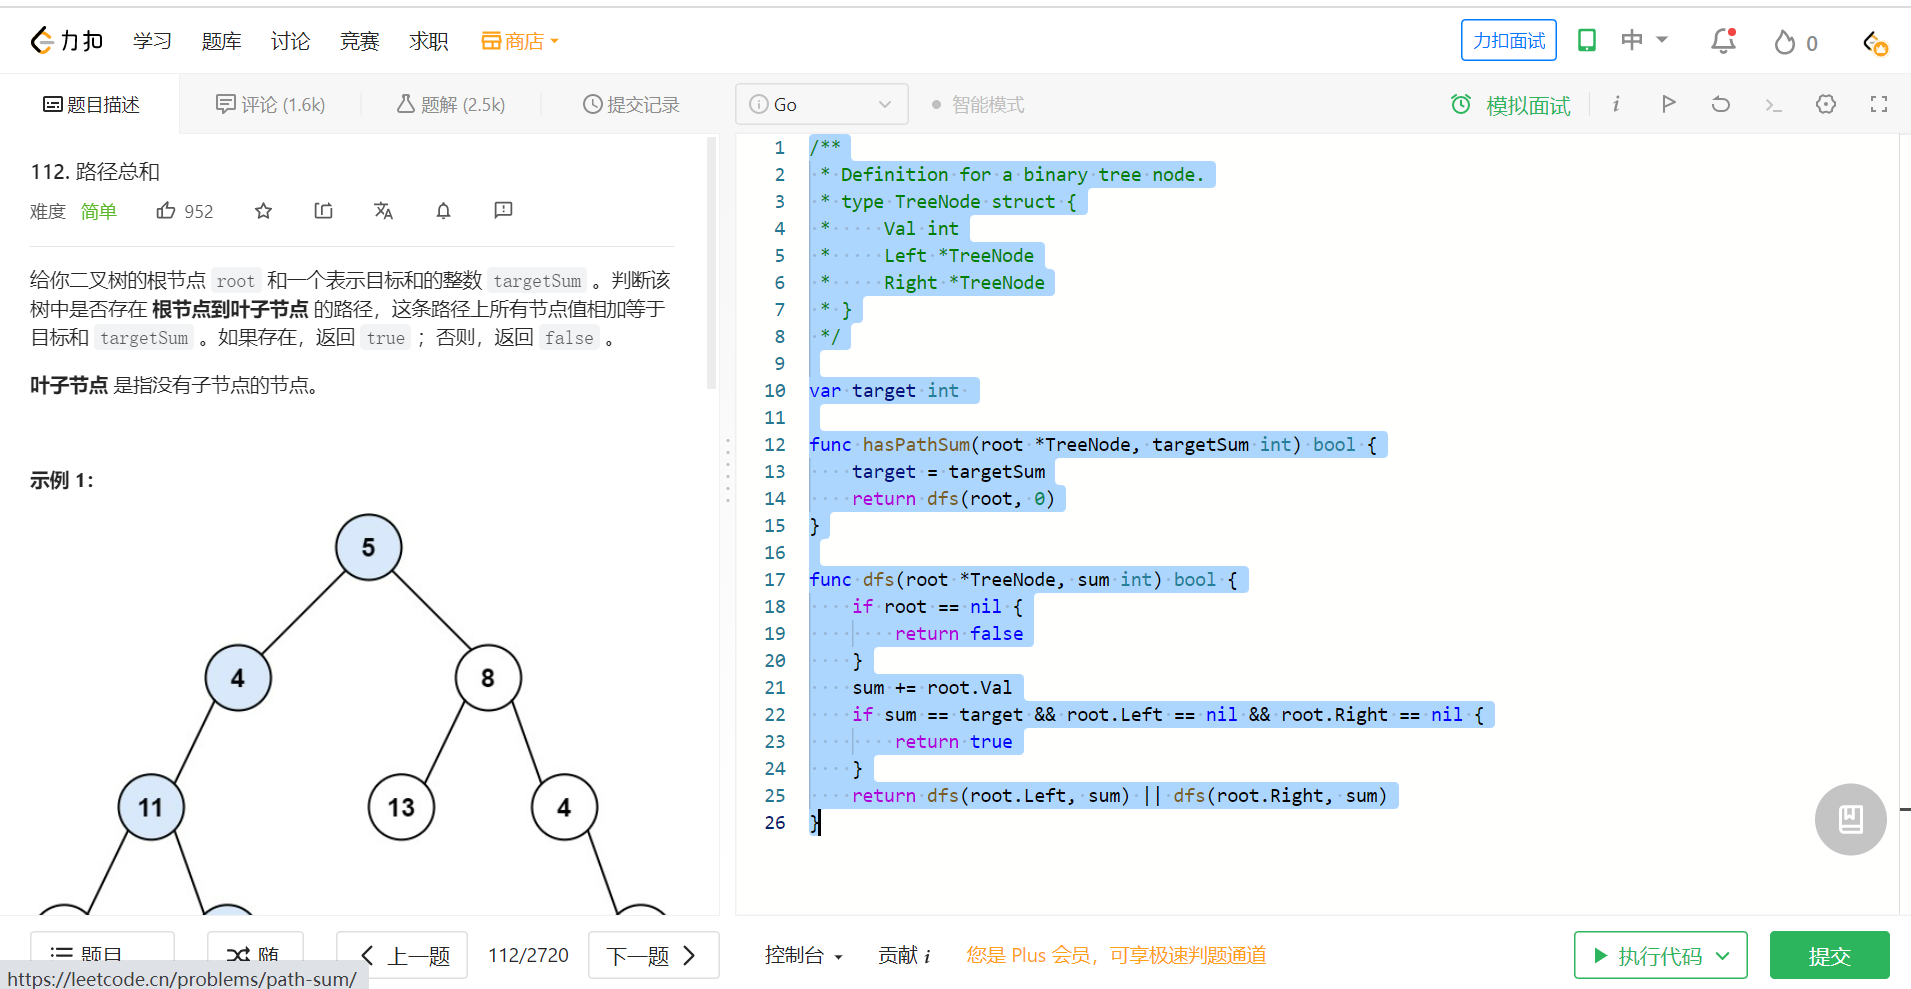 力扣 学习 题库 讨论 竞赛 求职 商店 力扣面试 中 0
题目描述 评论 (1.6k) 题解 (2.5k) 提交记录
i Go 智能模式 模拟面试 i
112. 路径总和
难度 简单 952
给你二叉树的根节点 root 和一个表示目标和的整数 targetSum 。判断该
树中是否存在 根节点到叶子节点 的路径，这条路径上所有节点值相加等于
目标和 targetSum 。如果存在，返回 true ；否则，返回 false 。
叶子节点 是指没有子节点的节点。
示例 1：
5
4 8
11 13 4
1 /**
2 * Definition for a binary tree node.
3 * type TreeNode struct {
4 * Val int
5 * Left *TreeNode
6 * Right *TreeNode
7 * }
8 */
9
10 var target int
11
12 func hasPathSum(root *TreeNode, targetSum int) bool {
13 target = targetSum
14 return dfs(root, 0)
15 }
16
17 func dfs(root *TreeNode, sum int) bool {
18 if root == nil {
19 return false
20 }
21 sum += root.Val
22 if sum == target && root.Left == nil && root.Right == nil {
23 return true
24 }
25 return dfs(root.Left, sum) || dfs(root.Right, sum)
26 }
题目 随 上一题 112/2720 下一题
控制台 贡献 i 您是 Plus 会员，可享极速判题通道 执行代码 提交
https://leetcode.cn/problems/path-sum/